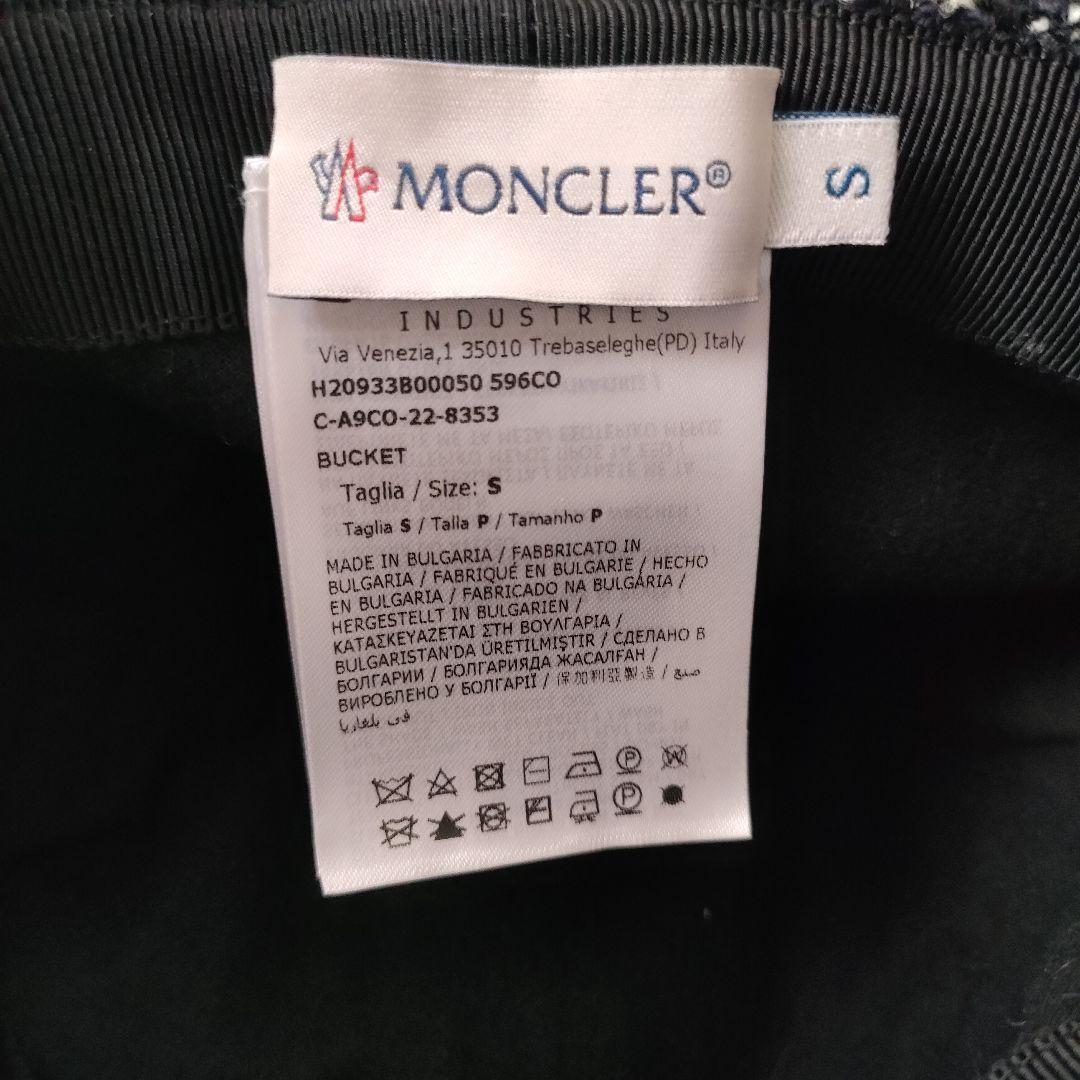 MONCLER®
S
INDUSTRIES
Via Venezia,1 35010 Trebaseleghe(PD) Italy
H20933B00050 596CO
C-A9CO-22-8353
BUCKET
Taglia / Size: S
Taglia S / Talla P / Tamanho P
MADE IN BULGARIA / FABBRICATO IN
BULGARIA / FABRIQUÉ EN BULGARIE / HECHO
EN BULGARIA / FABRICADO NA BULGÁRIA /
HERGESTELLT IN BULGARIEN /
ΚΑΤΑΣΚΕΥΑΖΕΤΑΙ ΣΤΗ ΒΟΥΛΓΑΡΙΑ /
BULGARISTAN'DA ÜRETILMIŞTIR / СДЕЛАНО В
БОЛГАРИИ / БОЛГАРИЯДА ЖАСАЛҒАН /
ВИРОБЛЕНО У БОЛГАРІЇ / 保加利亞製造 / صنع
في بلغاريا